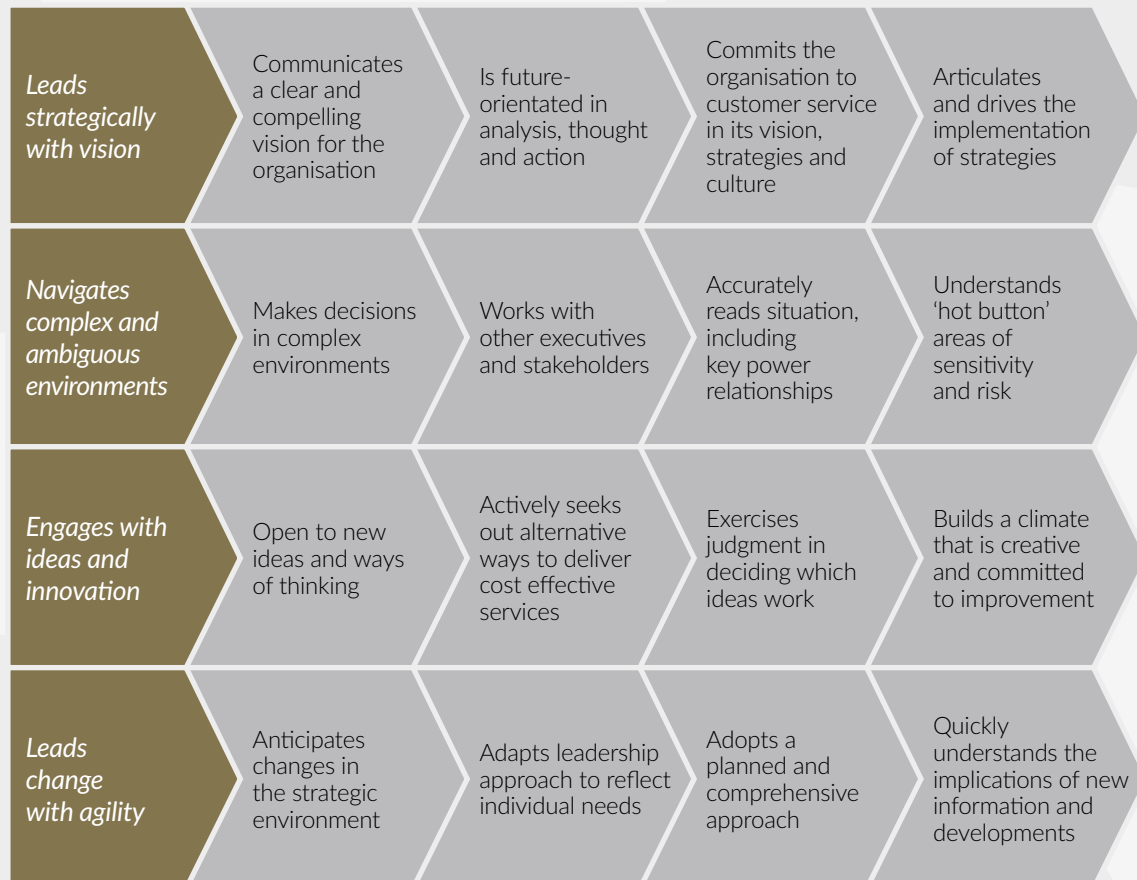 Leads
strategically
with vision
Communicates
a clear and
compelling
vision for the
organisation
Is future-
orientated in
analysis, thought
and action
Commits the
organisation to
customer service
in its vision,
strategies and
culture
Articulates
and drives the
implementation
of strategies
Navigates
complex and
ambiguous
environments
Makes decisions
in complex
environments
Works with
other executives
and stakeholders
Accurately
reads situation,
including
key power
relationships
Understands
‘hot button’
areas of
sensitivity
and risk
Engages with
ideas and
innovation
Open to new
ideas and ways
of thinking
Actively seeks
out alternative
ways to deliver
cost effective
services
Exercises
judgment in
deciding which
ideas work
Builds a climate
that is creative
and committed
to improvement
Leads
change
with agility
Anticipates
changes in
the strategic
environment
Adapts leadership
approach to reflect
individual needs
Adopts a
planned and
comprehensive
approach
Quickly
understands the
implications of new
information and
developments